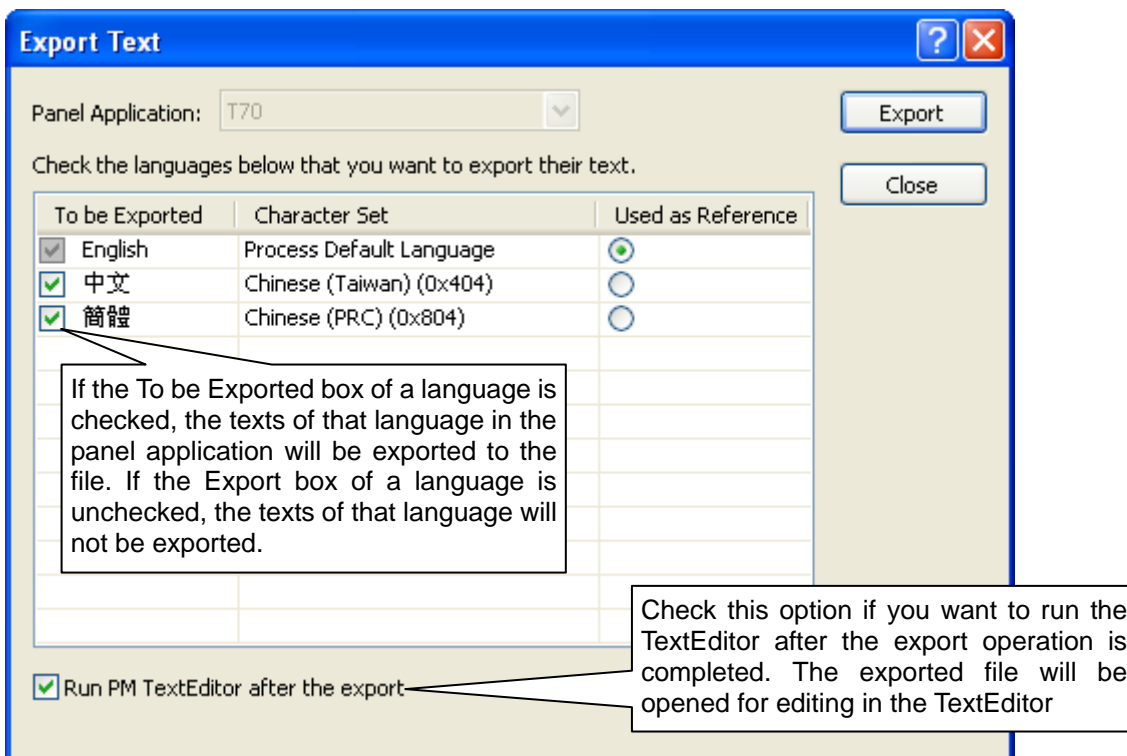 Export Text
Panel Application: T70
Export
Check the languages below that you want to export their text.
Close
To be Exported Character Set Used as Reference
English Process Default Language
中文 Chinese (Taiwan) (0x404)
簡體 Chinese (PRC) (0x804)
If the To be Exported box of a language is
checked, the texts of that language in the
panel application will be exported to the
file. If the Export box of a language is
unchecked, the texts of that language will
not be exported.
Check this option if you want to run the
TextEditor after the export operation is
completed. The exported file will be
opened for editing in the TextEditor
Run PM TextEditor after the export